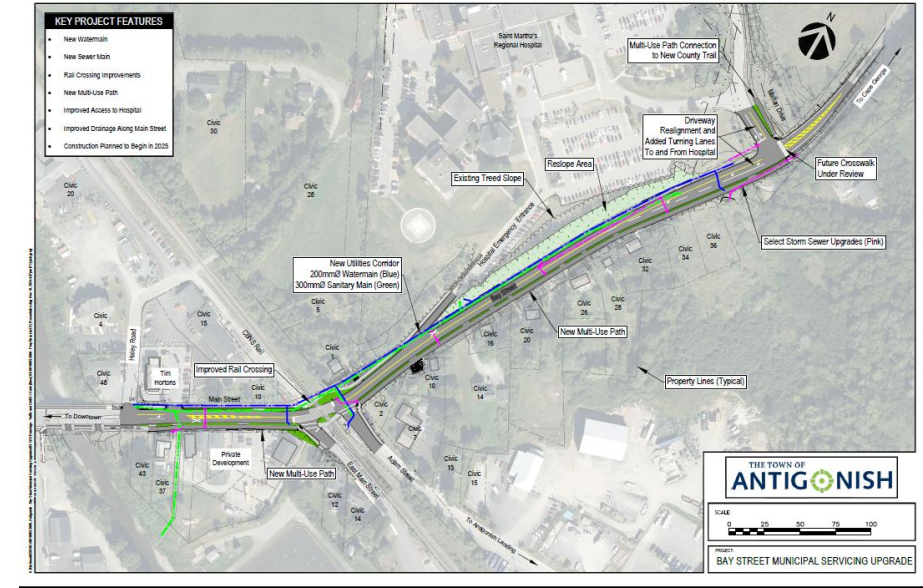 KEY PROJECT FEATURES
• New Watermain
• New Sewer Main
• Rail Crossing Improvements
• New Multi-Use Path
• Improved Access to Hospital
• Improved Drainage Along Main Street
• Construction Planned to Begin in 2025
Saint Martha's
Regional Hospital
Multi-Use Path Connection
to New County Trail
N
To Cape George
Driveway
Realignment and
Added Turning Lanes
To and From Hospital
Future Crosswalk
Under Review
Reslope Area
Existing Treed Slope
Hospital Emergency Entrance
Select Storm Sewer Upgrades (Pink)
New Utilities Corridor
200mmØ Watermain (Blue)
300mmØ Sanitary Main (Green)
Bay Street
New Multi-Use Path
Property Lines (Typical)
Civic
30
Civic
20
Civic
28
Civic
5
Civic
4
Civic
15
Civic
1
Civic
36
Civic
34
Civic
32
Civic
28
Civic
26
Civic
20
Civic
16
Civic
14
Civic
10
Haley Road
CBNS Rail
Improved Rail Crossing
Tim
Hortons
Civic
48
Main Street
Civic
10
To Downtown
Civic
2
Civic
7
Civic
13
Civic
15
Private
Development
Civic
43
Civic
37
New Multi-Use Path
East Main Street
Adam Street
Civic
12
Civic
14
To Antigonish Landing
THE TOWN OF
ANTIGONISH
SCALE:
0 25 50 75 100
PROJECT:
BAY STREET MUNICIPAL SERVICING UPGRADE